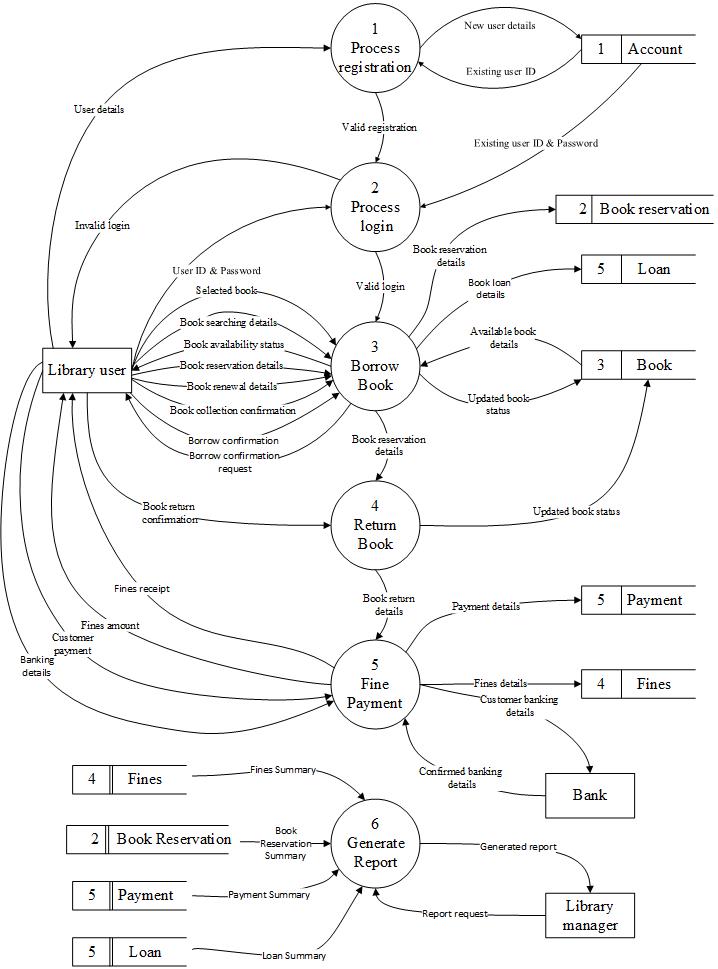 1
Process
registration
New user details
1 Account
Existing user ID
User details
Valid registration
Existing user ID & Password
2
Process
login
2 Book reservation
Invalid login
Book reservation
details
User ID & Password
5 Loan
Valid login
Book loan
details
Selected book
Book searching details
Available book
details
Book availability status
3
Borrow
Book
3 Book
Library user
Book reservation details
Book renewal details
Updated book
status
Book collection confirmation
Borrow confirmation
Book reservation
details
Borrow confirmation
request
4
Return
Book
Book return
confirmation
Updated book status
Fines receipt
Book return
details
Payment details
5 Payment
Fines amount
Customer
payment
Banking
details
5
Fine
Payment
Fines details
4 Fines
Customer banking
details
Confirmed banking
details
Bank
4 Fines
Fines Summary
6
Generate
Report
2 Book Reservation
Book
Reservation
Summary
Generated report
5 Payment
Payment Summary
Report request
Library
manager
5 Loan
Loan Summary